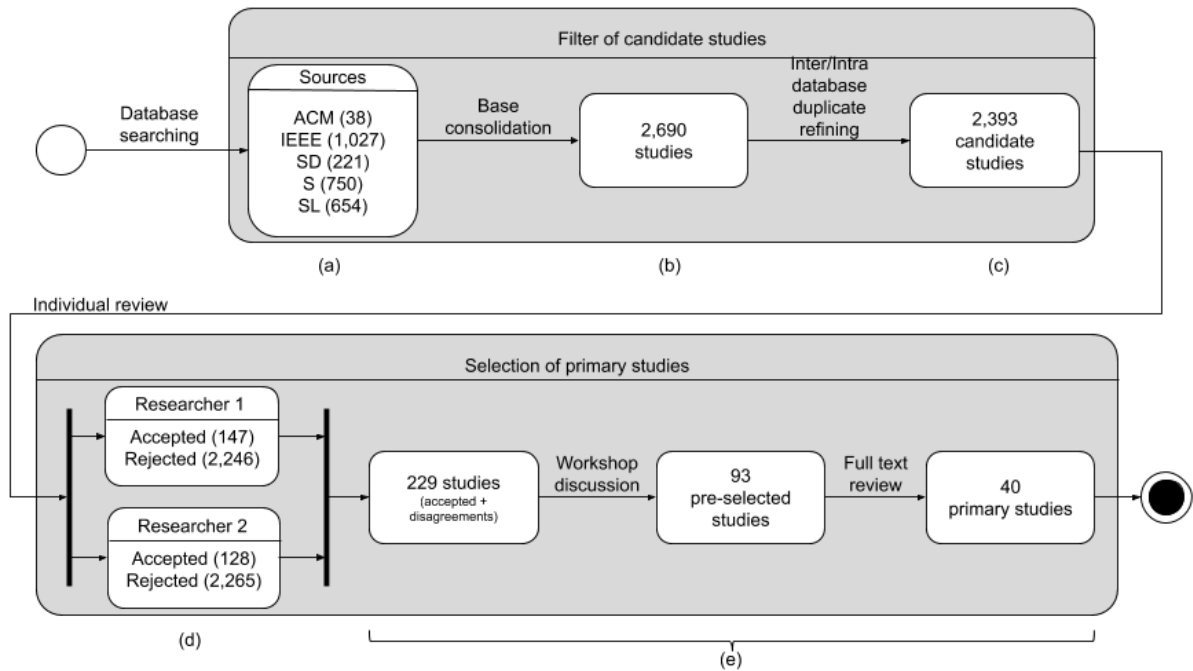 Filter of candidate studies
Database
searching
Sources
ACM (38)
IEEE (1,027)
SD (221)
S (750)
SL (654)
Base
consolidation
2,690
studies
Inter/Intra
database
duplicate
refining
2,393
candidate
studies
(a)
(b)
(c)
Individual review
Selection of primary studies
Researcher 1
Accepted (147)
Rejected (2,246)
Researcher 2
Accepted (128)
Rejected (2,265)
229 studies
(accepted +
disagreements)
Workshop
discussion
93
pre-selected
studies
Full text
review
40
primary studies
(d)
(e)